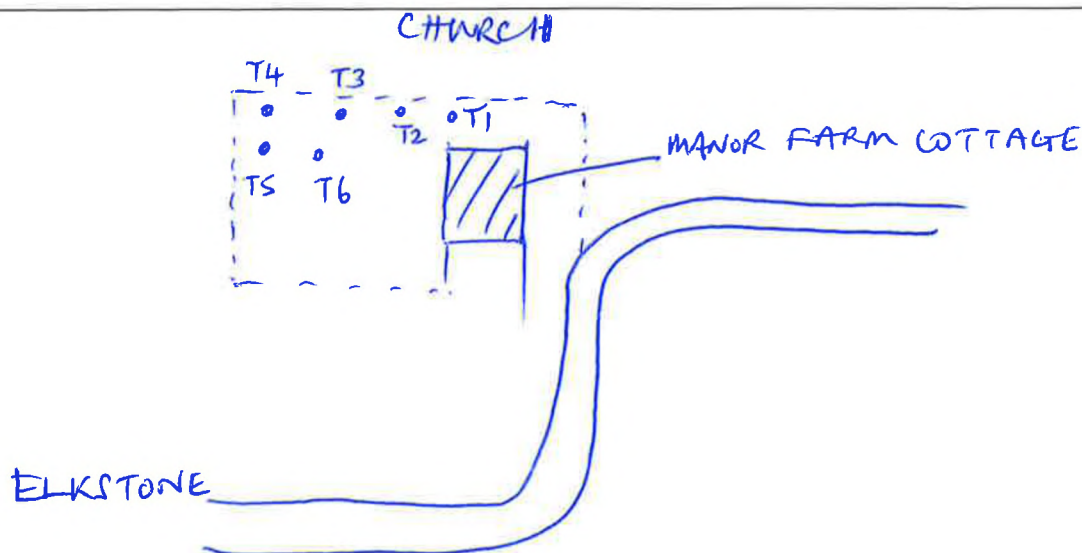 CHURCH
T4 T3
T2 T1
MANOR FARM COTTAGE
T5 T6
ELKSTONE